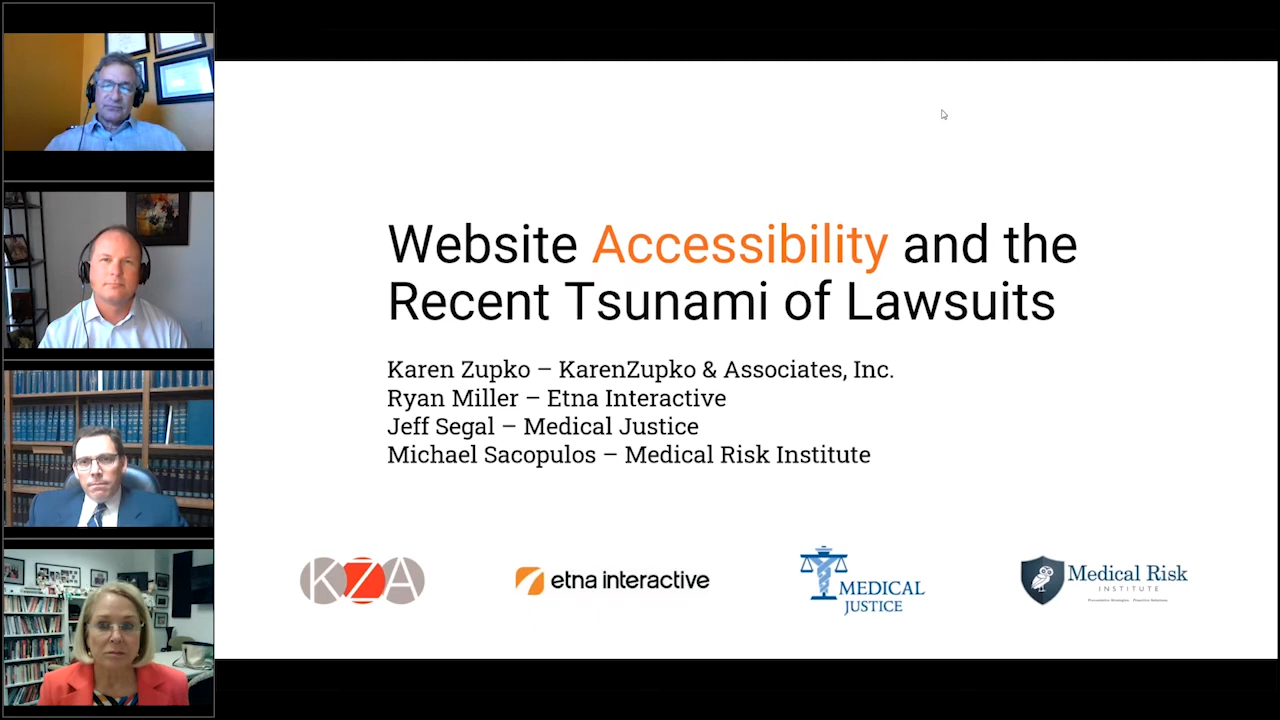 Website Accessibility and the
Recent Tsunami of Lawsuits
Karen Zupko – KarenZupko & Associates, Inc.
Ryan Miller – Etna Interactive
Jeff Segal – Medical Justice
Michael Sacopulos – Medical Risk Institute
KZA
etna interactive
MEDICAL
JUSTICE
Medical Risk
INSTITUTE